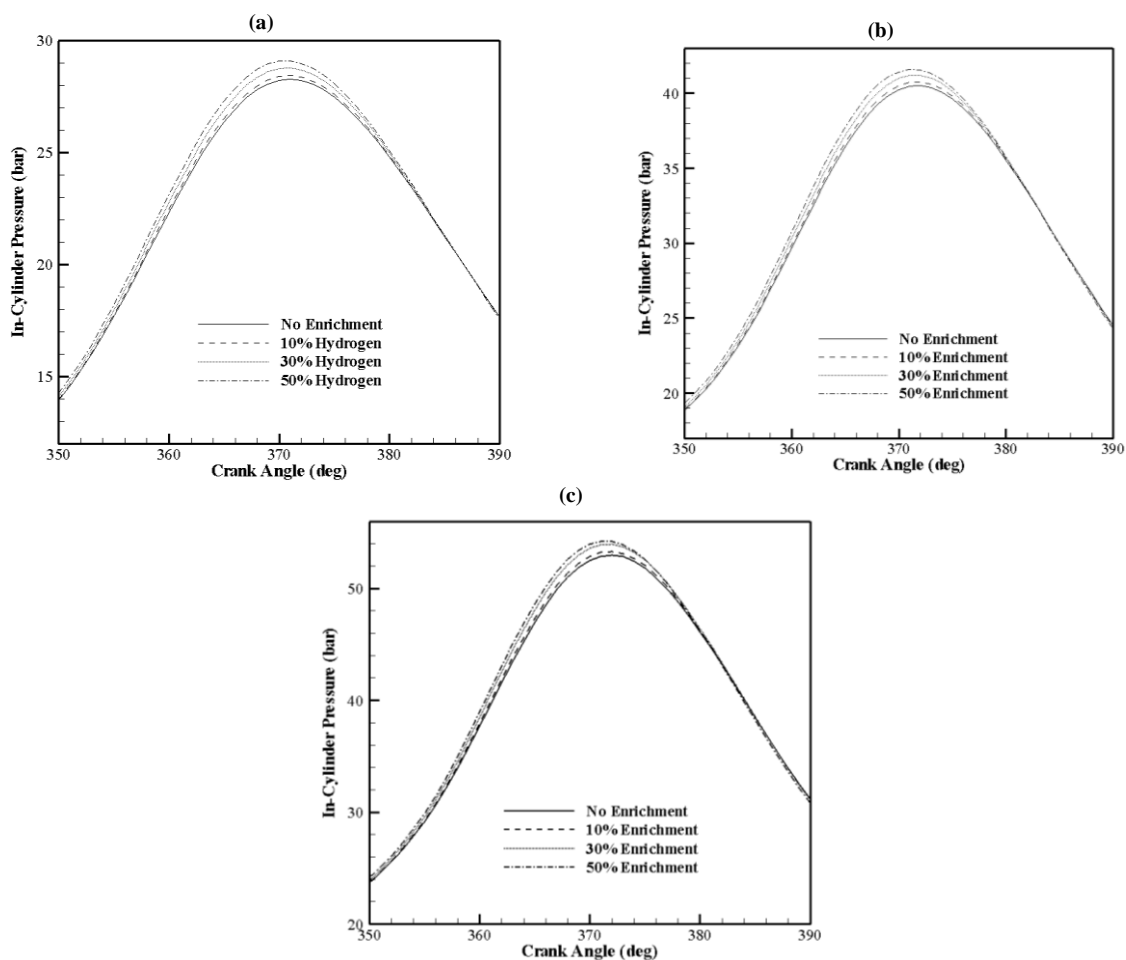 (a)
30
25
20
15
In-Cylinder Pressure (bar)
No Enrichment
10% Hydrogen
30% Hydrogen
50% Hydrogen
350 360 370 380 390
Crank Angle (deg)
(b)
40
35
30
25
20
In-Cylinder Pressure (bar)
No Enrichment
10% Enrichment
30% Enrichment
50% Enrichment
350 360 370 380 390
Crank Angle (deg)
(c)
50
40
30
20
In-Cylinder Pressure (bar)
No Enrichment
10% Enrichment
30% Enrichment
50% Enrichment
350 360 370 380 390
Crank Angle (deg)